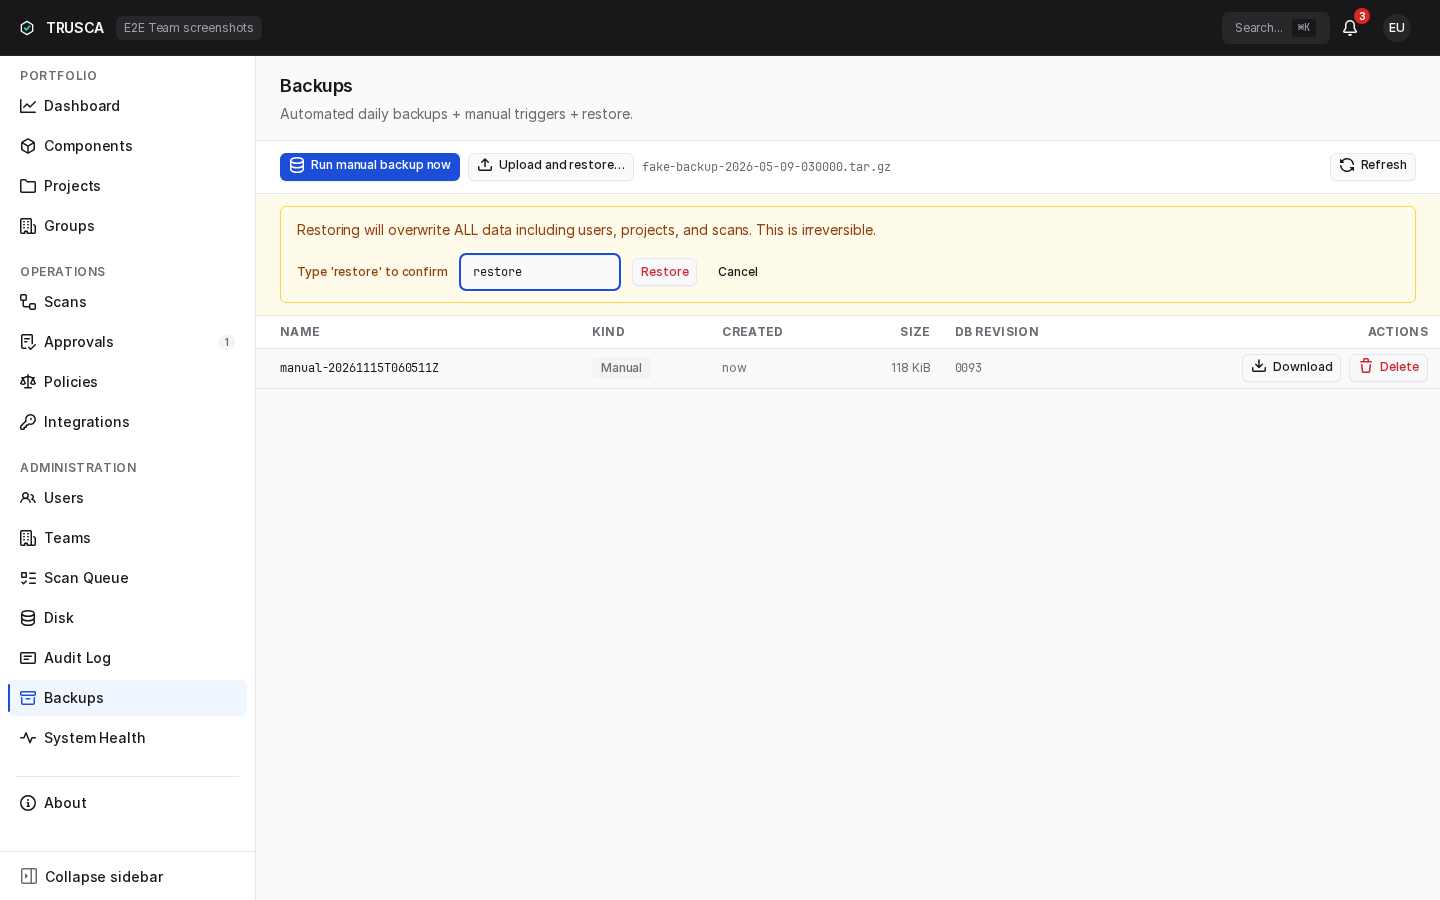 TRUSCA E2E Team screenshots Search... ⌘K 3 EU
PORTFOLIO
Dashboard
Components
Projects
Groups
OPERATIONS
Scans
Approvals 1
Policies
Integrations
ADMINISTRATION
Users
Teams
Scan Queue
Disk
Audit Log
Backups
System Health
About
Collapse sidebar
Backups
Automated daily backups + manual triggers + restore.
Run manual backup now Upload and restore... fake-backup-2026-05-09-030000.tar.gz Refresh
Restoring will overwrite ALL data including users, projects, and scans. This is irreversible.
Type 'restore' to confirm restore Restore Cancel
NAME KIND CREATED SIZE DB REVISION ACTIONS
manual-20261115T060511Z Manual now 118 KiB 0093 Download Delete